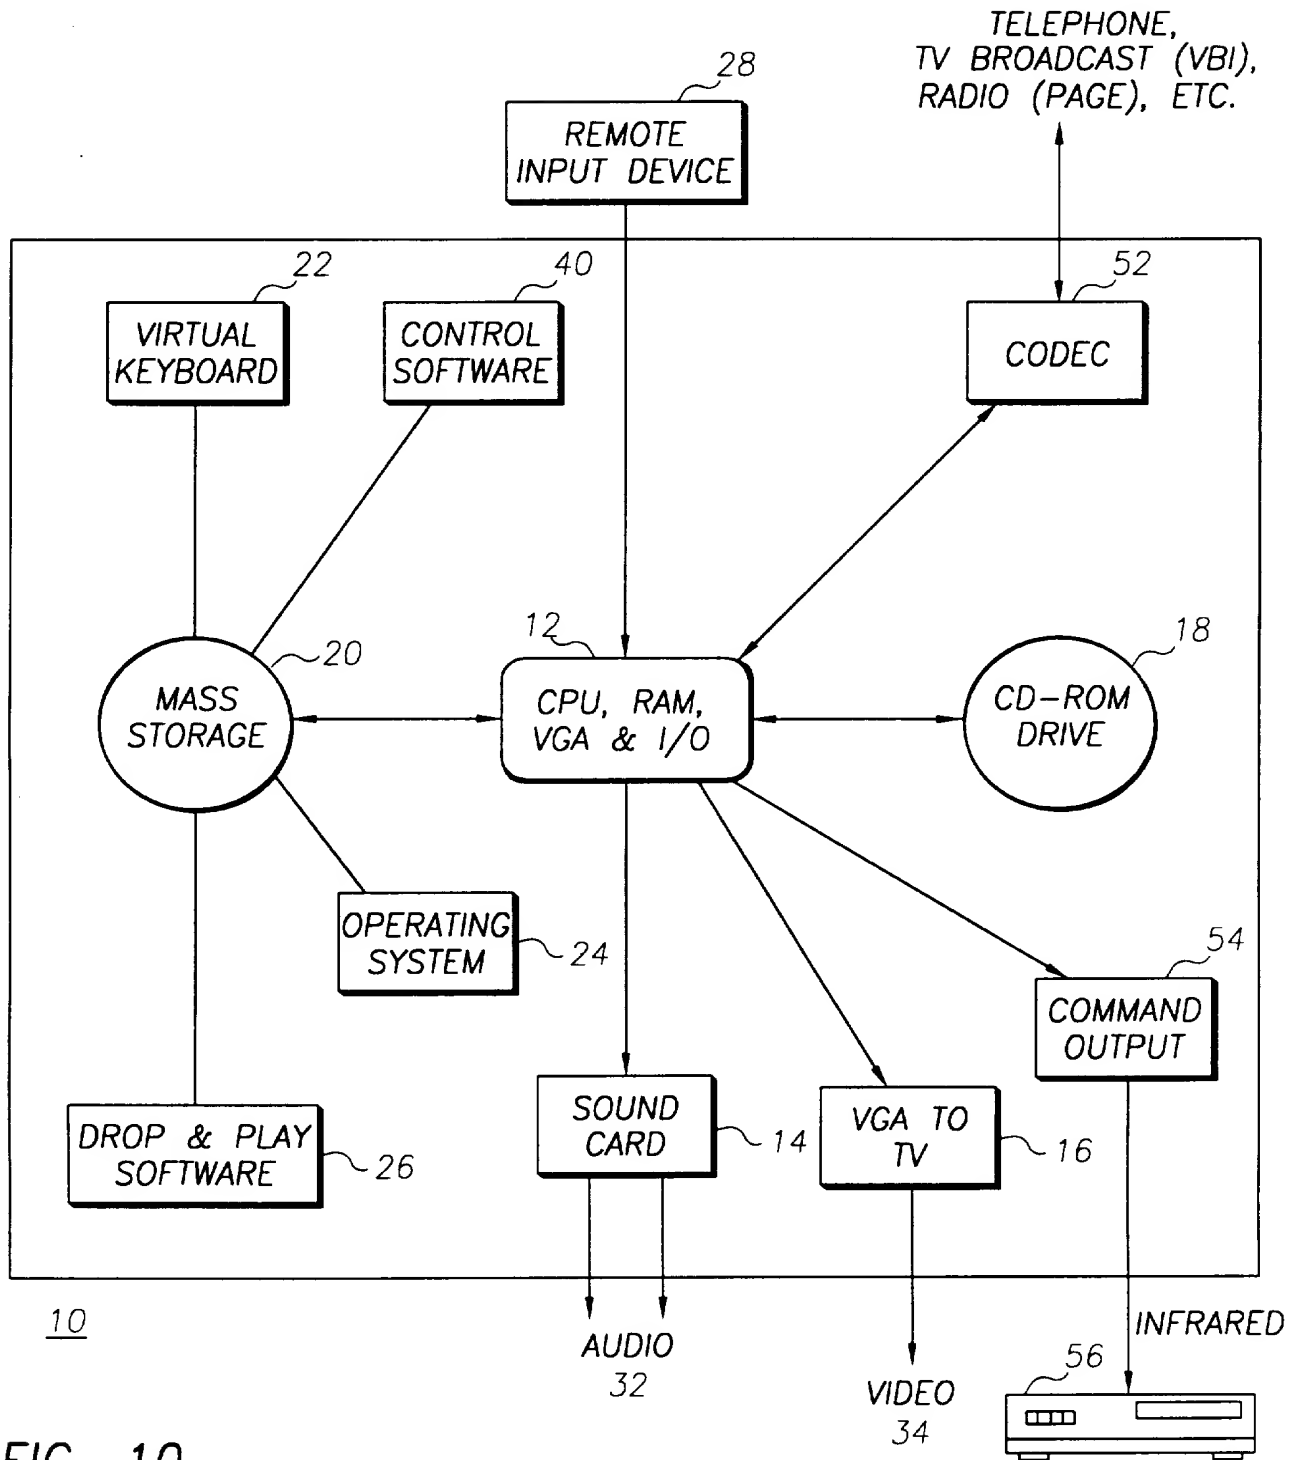 TELEPHONE,
TV BROADCAST (VBI),
RADIO (PAGE), ETC.
28
REMOTE
INPUT DEVICE
22
40
52
VIRTUAL
KEYBOARD
CONTROL
SOFTWARE
CODEC
12
18
20
MASS
STORAGE
CPU, RAM,
VGA & I/O
CD-ROM
DRIVE
OPERATING
SYSTEM
24
54
COMMAND
OUTPUT
DROP & PLAY
SOFTWARE
26
SOUND
CARD
14
VGA TO
TV
16
10
AUDIO
32
VIDEO
34
INFRARED
56
FIG. 10